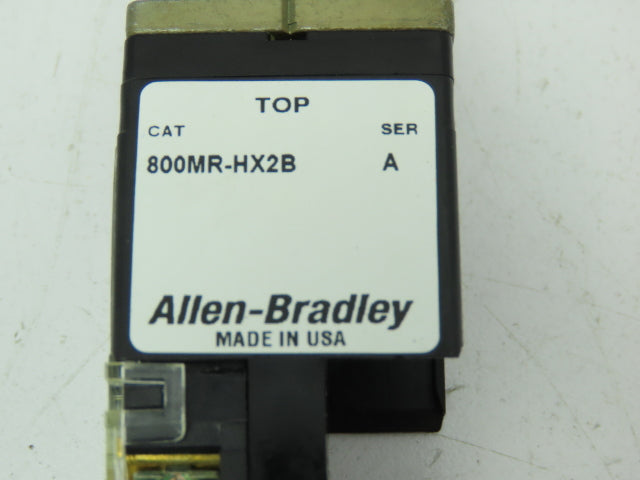 TOP
CAT SER
800MR-HX2B A
Allen-Bradley
MADE IN USA